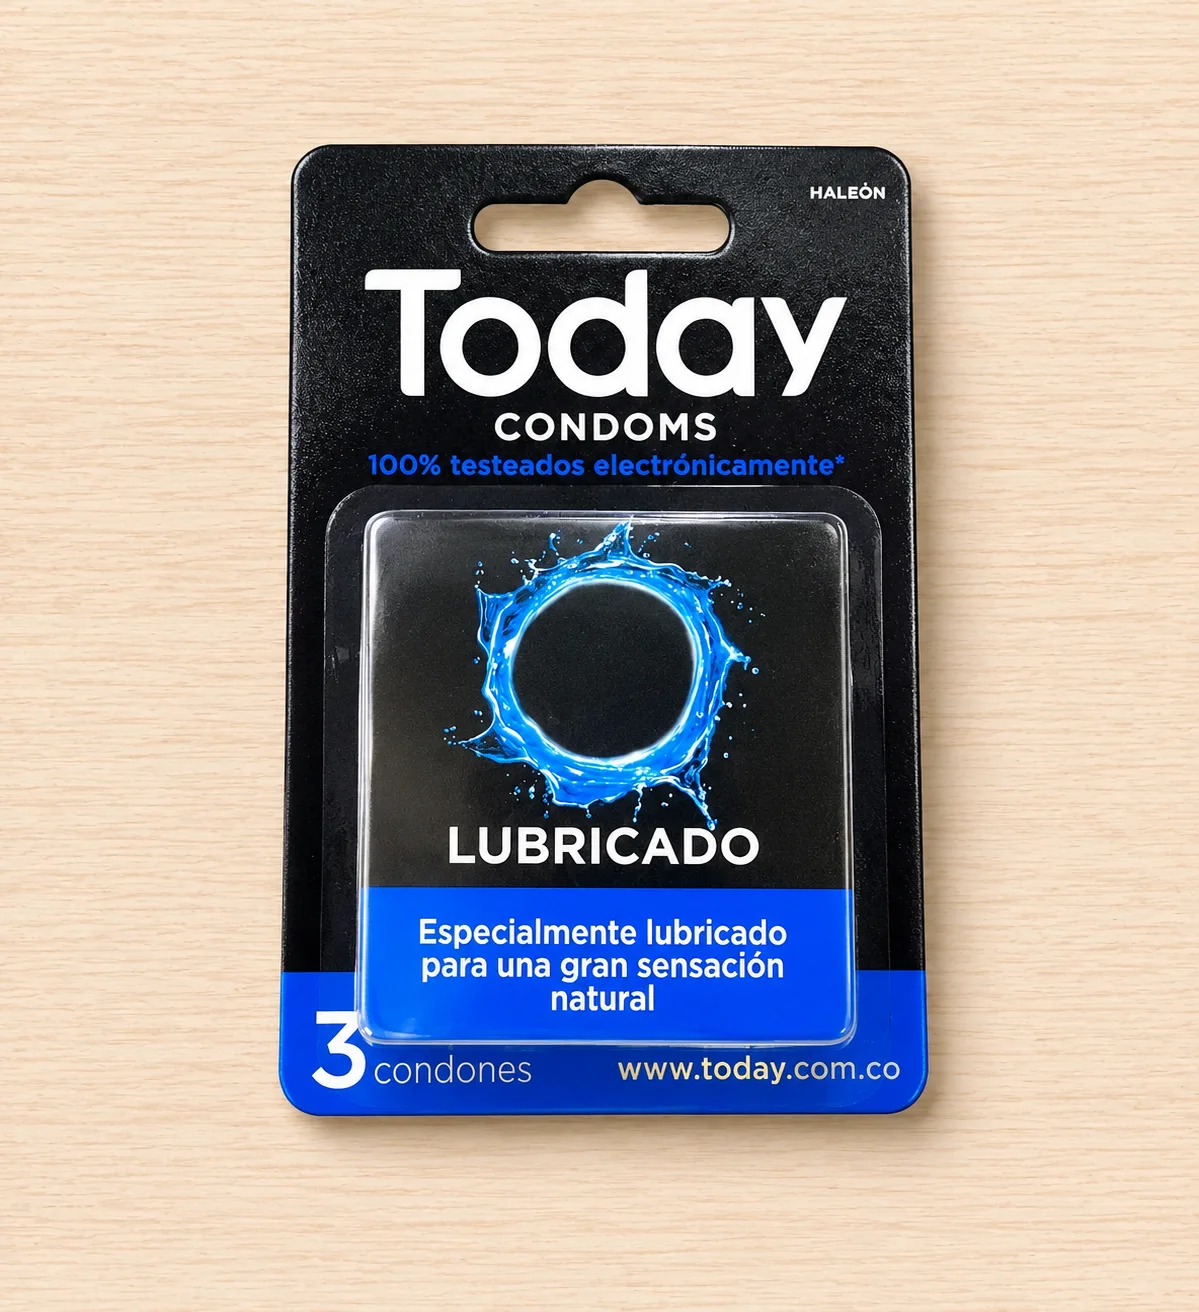 HALEON
Today
CONDOMS
100% testeados electrónicamente*
LUBRICADO
Especialmente lubricado
para una gran sensación
natural
3 condones
www.today.com.co